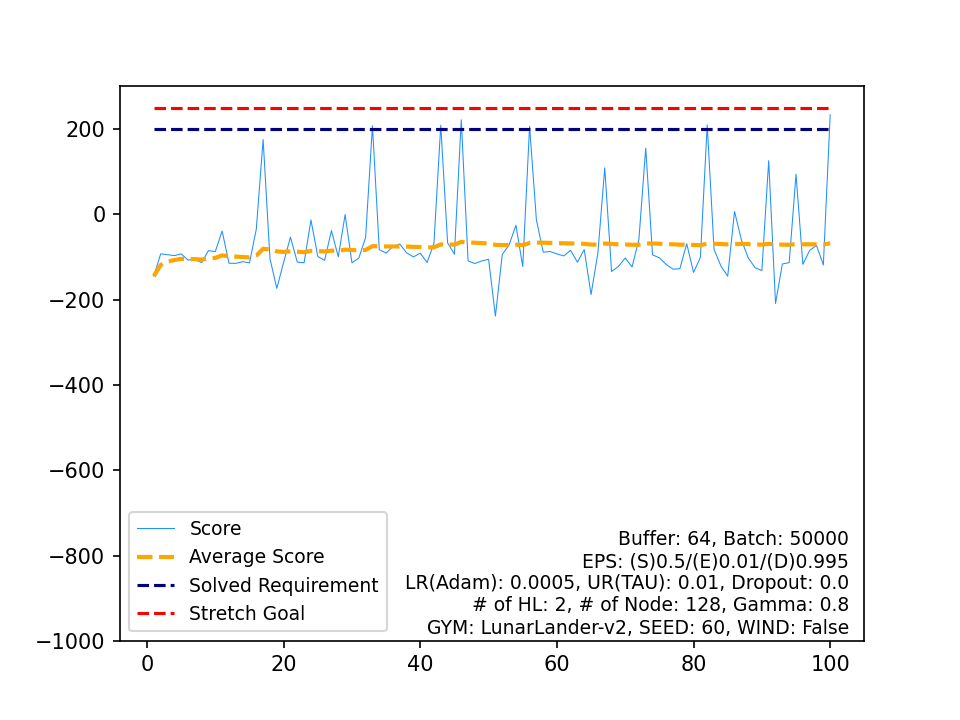 200
0
−200
−400
−600
−800
−1000
0
20
40
60
80
100
Score
Average Score
Solved Requirement
Stretch Goal
Buffer: 64, Batch: 50000
EPS: (S)0.5/(E)0.01/(D)0.995
LR(Adam): 0.0005, UR(TAU): 0.01, Dropout: 0.0
# of HL: 2, # of Node: 128, Gamma: 0.8
GYM: LunarLander-v2, SEED: 60, WIND: False